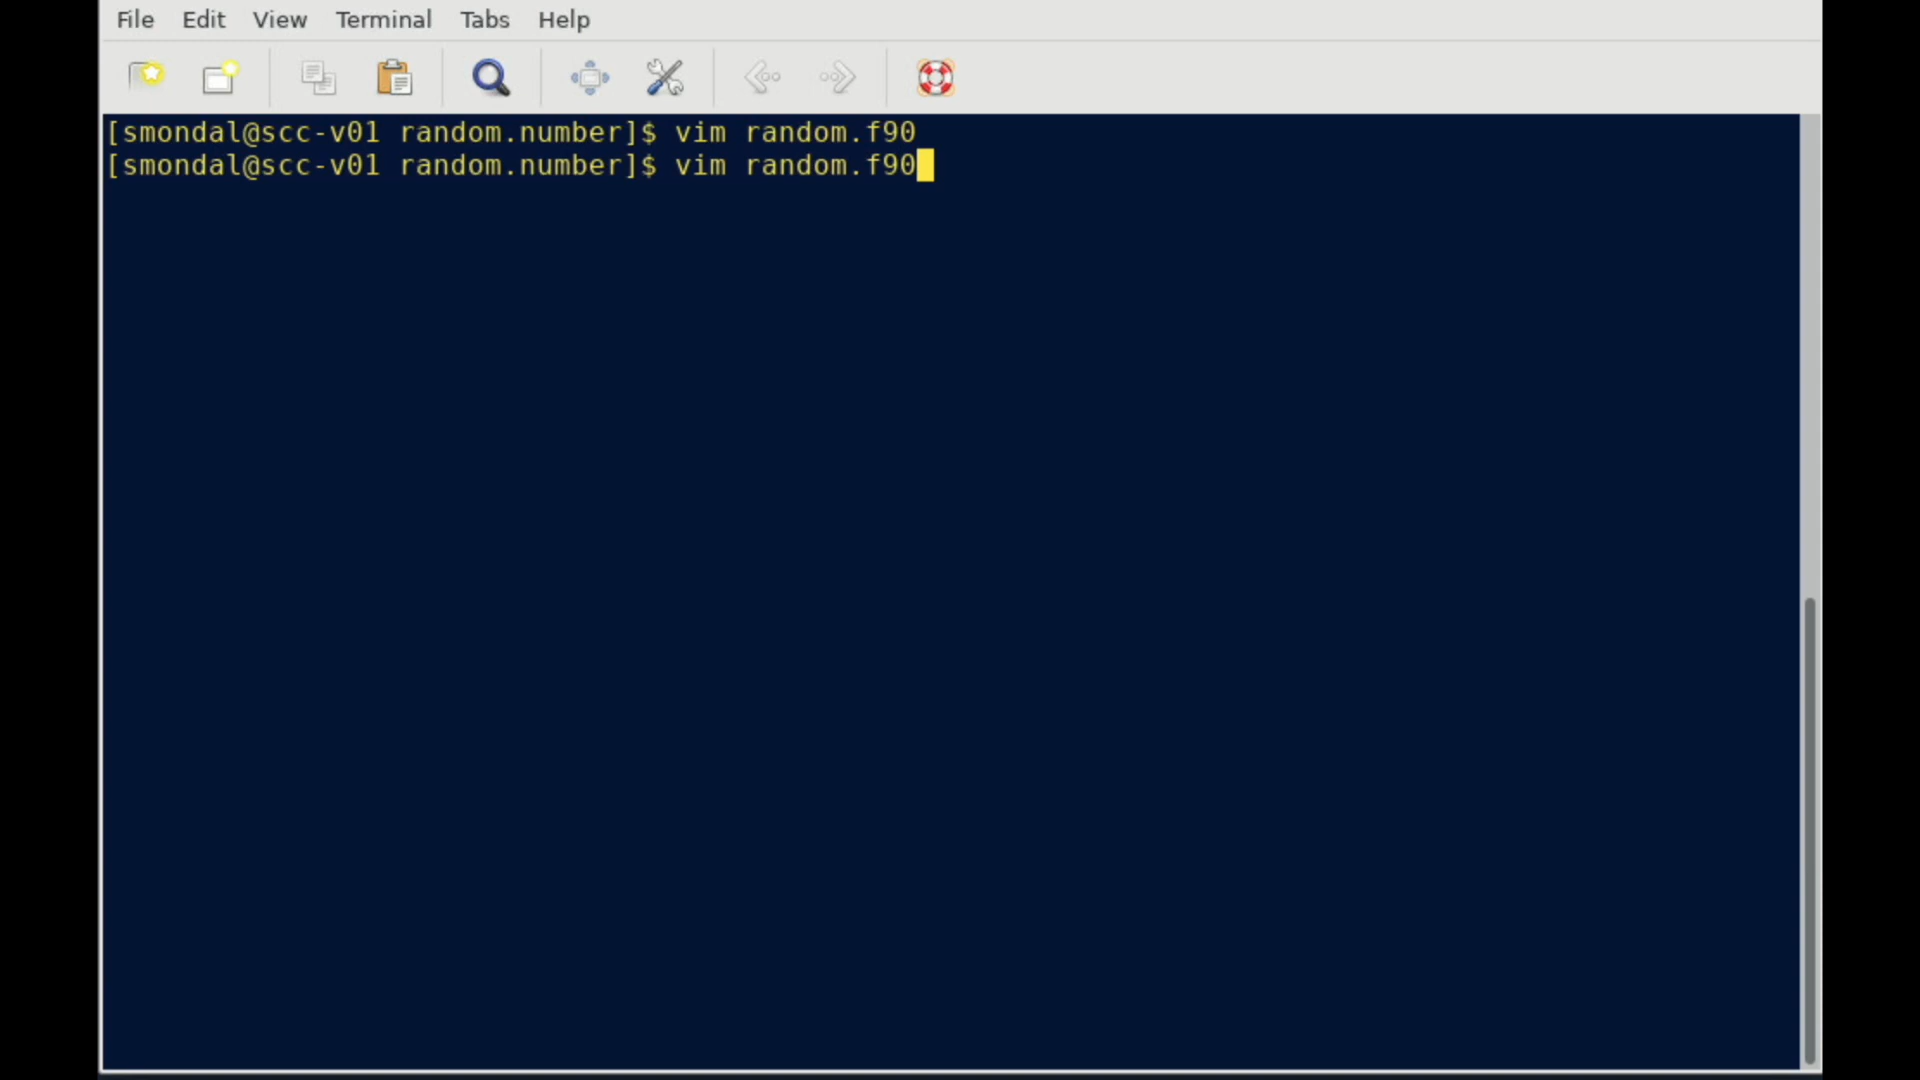 File Edit View Terminal Tabs Help
[smondal@scc-v01 random.number]$ vim random.f90
[smondal@scc-v01 random.number]$ vim random.f90